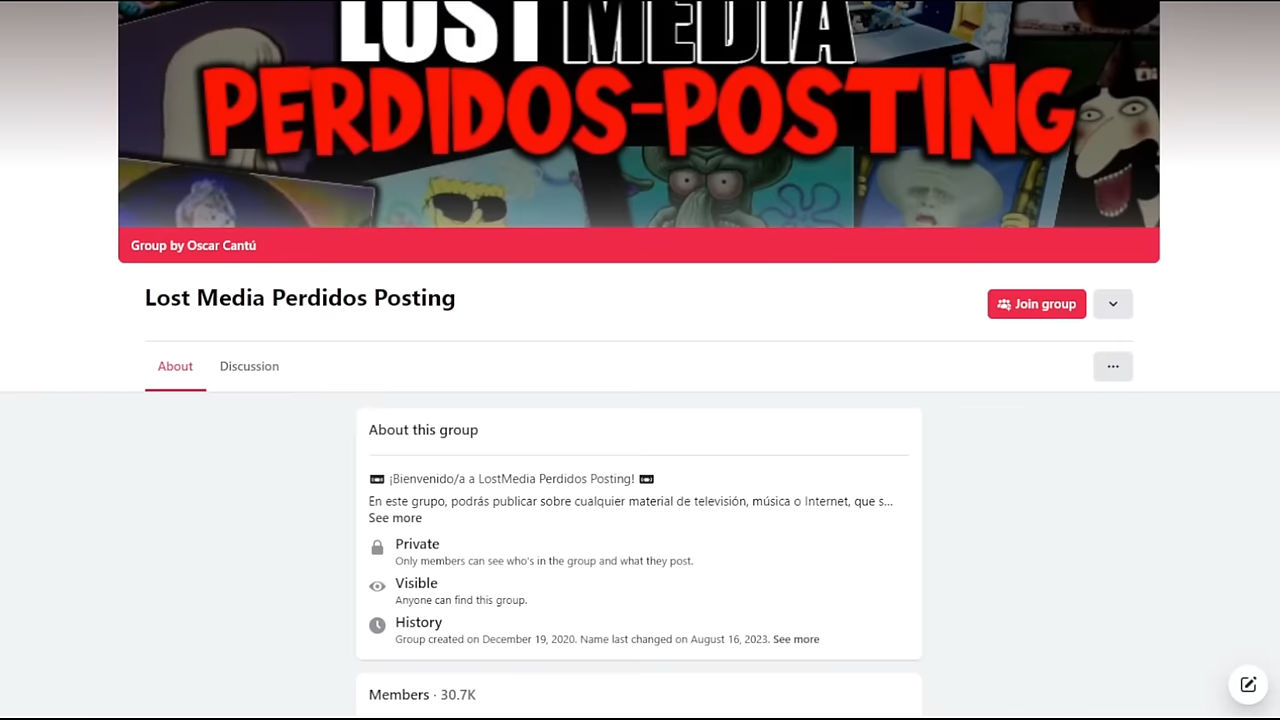 LOST MEDIA
PERDIDOS-POSTING
Group by Oscar Cantú
Lost Media Perdidos Posting
Join group
About
Discussion
About this group
¡Bienvenido/a a LostMedia Perdidos Posting!
En este grupo, podrás publicar sobre cualquier material de televisión, música o Internet, que s...
See more
Private
Only members can see who's in the group and what they post.
Visible
Anyone can find this group.
History
Group created on December 19, 2020. Name last changed on August 16, 2023. See more
Members · 30.7K